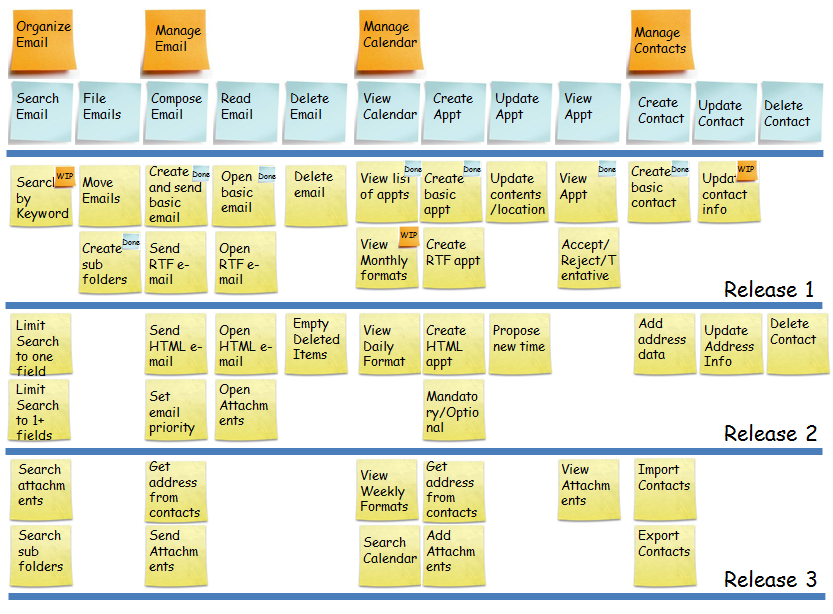 Organize
Email
Manage
Email
Manage
Calendar
Manage
Contacts
Search
Email
File
Emails
Compose
Email
Read
Email
Delete
Email
View
Calendar
Create
Appt
Update
Appt
View
Appt
Create
Contact
Update
Contact
Delete
Contact
Search
by
Keyword
WIP
Move
Emails
Create
and send
basic
email
Done
Open
basic
email
Done
Delete
email
View list
of appts
Done
Create
basic
appt
Done
Update
contents
/location
View
Appt
Done
Create
basic
contact
Done
Update
contact
info
WIP
Create
sub
folders
Done
Send
RTF e-
mail
Open
RTF e-
mail
View
Monthly
formats
WIP
Create
RTF appt
Accept/
Reject/T
entative
Release 1
Limit
Search
to one
field
Send
HTML e-
mail
Open
HTML e-
mail
Empty
Deleted
Items
View
Daily
Format
Create
HTML
appt
Propose
new time
Add
address
data
Update
Address
Info
Delete
Contact
Limit
Search
to 1+
fields
Set
email
priority
Open
Attachm
ents
Mandato
ry/Optio
nal
Release 2
Search
attachm
ents
Get
address
from
contacts
View
Weekly
Formats
Get
address
from
contacts
View
Attachm
ents
Import
Contacts
Search
sub
folders
Send
Attachm
ents
Search
Calendar
Add
Attachm
ents
Export
Contacts
Release 3